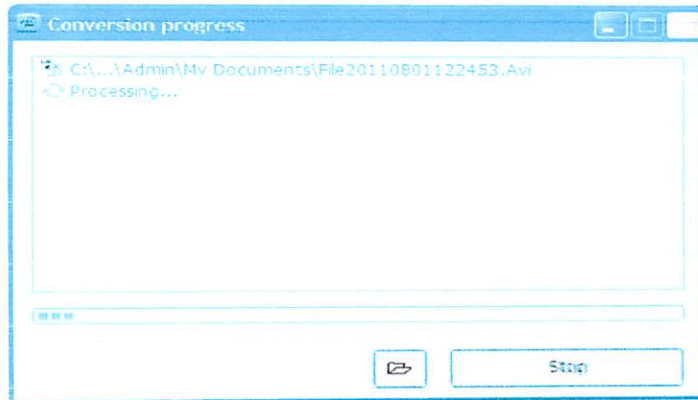 Conversion progress
C:\...\Admin\My Documents\File20110801122453.Avi
Processing...
Stop